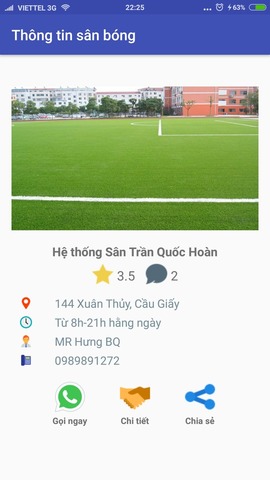 VIETTEL 3G
22:25
63%
Thông tin sân bóng
Hệ thống Sân Trần Quốc Hoàn
3.5
2
144 Xuân Thủy, Cầu Giấy
Từ 8h-21h hằng ngày
MR Hưng BQ
0989891272
Gọi ngay
Chi tiết
Chia sẻ